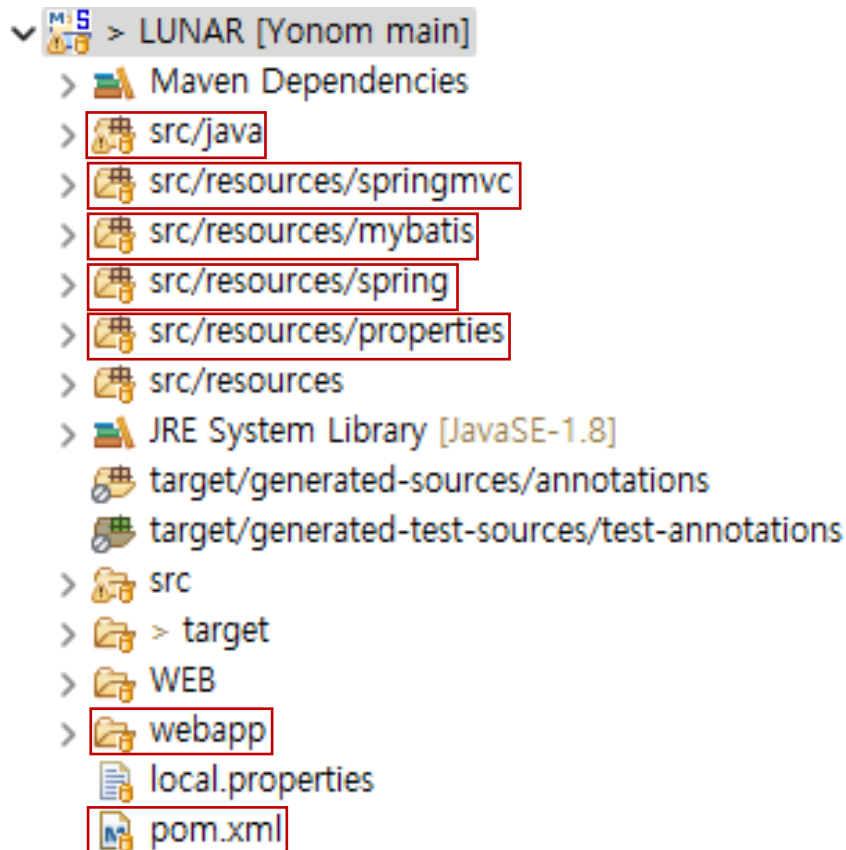 > LUNAR [Yonom main]
Maven Dependencies
src/java
src/resources/springmvc
src/resources/mybatis
src/resources/spring
src/resources/properties
src/resources
JRE System Library [JavaSE-1.8]
target/generated-sources/annotations
target/generated-test-sources/test-annotations
src
> target
WEB
webapp
local.properties
pom.xml